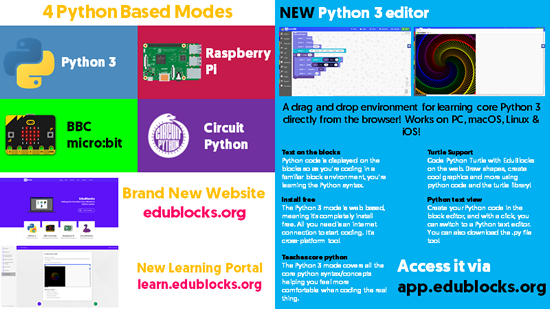 4 Python Based Modes
Python 3
Raspberry
Pi
BBC
micro:bit
Circuit
Python
CIRCUIT
PYTHON
Brand New Website
edublocks.org
New Learning Portal
learn.edublocks.org
NEW Python 3 editor
A drag and drop environment for learning core Python 3
directly from the browser! Works on PC, macOS, Linux &
iOS!
Text on the blocks
Python code is displayed on the
blocks so as you're coding in a
familiar block environment, you're
learning the Python syntax.
Install free
The Python 3 mode is web based,
meaning it's completely install
free. All you need is an internet
connection to start coding. It's
cross-platform too!
Teaches core python
The Python 3 mode covers all the
core python syntax/concepts
helping you feel more
comfortable when coding the real
thing.
Turtle Support
Code Python Turtle with EduBlocks
on the web. Draw shapes, create
cool graphics and more using
python code and the turtle library!
Python text view
Create your Python code in the
block editor, and with a click, you
can switch to a Python text editor.
You can also download the .py file
too!
Access it via
app.edublocks.org